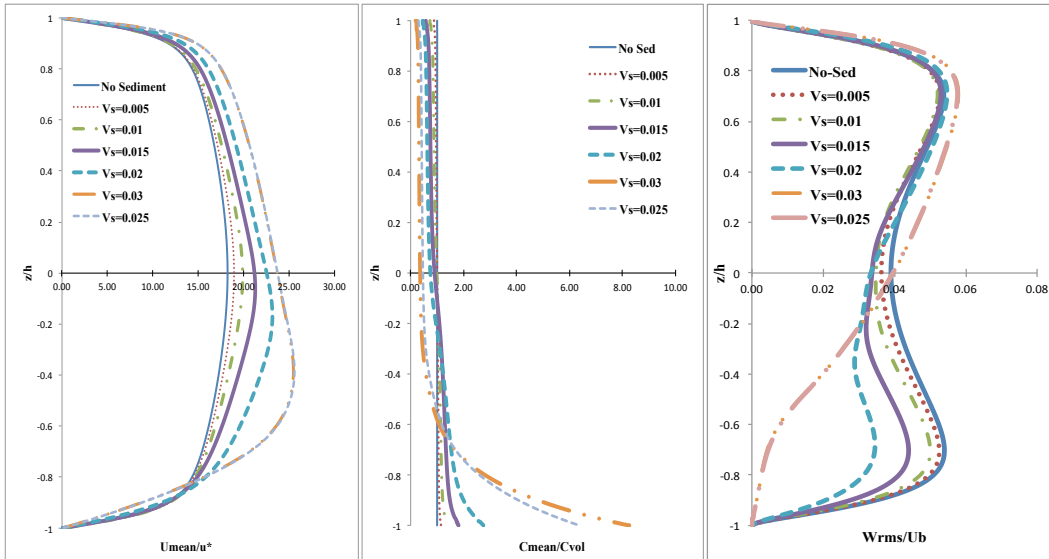 1
0.8
0.6
0.4
0.2
0
-0.2
-0.4
-0.6
-0.8
-1
z/h
0.00 5.00 10.00 15.00 20.00 25.00 30.00
No Sediment
Vs=0.005
Vs=0.01
Vs=0.015
Vs=0.02
Vs=0.03
Vs=0.025
Umean/u*
1
0.8
0.6
0.4
0.2
0
-0.2
-0.4
-0.6
-0.8
-1
z/h
0.00 2.00 4.00 6.00 8.00 10.00
No Sed
Vs=0.005
Vs=0.01
Vs=0.015
Vs=0.02
Vs=0.03
Vs=0.025
Cmean/Cvol
1
0.8
0.6
0.4
0.2
0
-0.2
-0.4
-0.6
-0.8
-1
z/h
0.00 0.02 0.04 0.06 0.08
No-Sed
Vs=0.005
Vs=0.01
Vs=0.015
Vs=0.02
Vs=0.03
Vs=0.025
Wrms/Ub